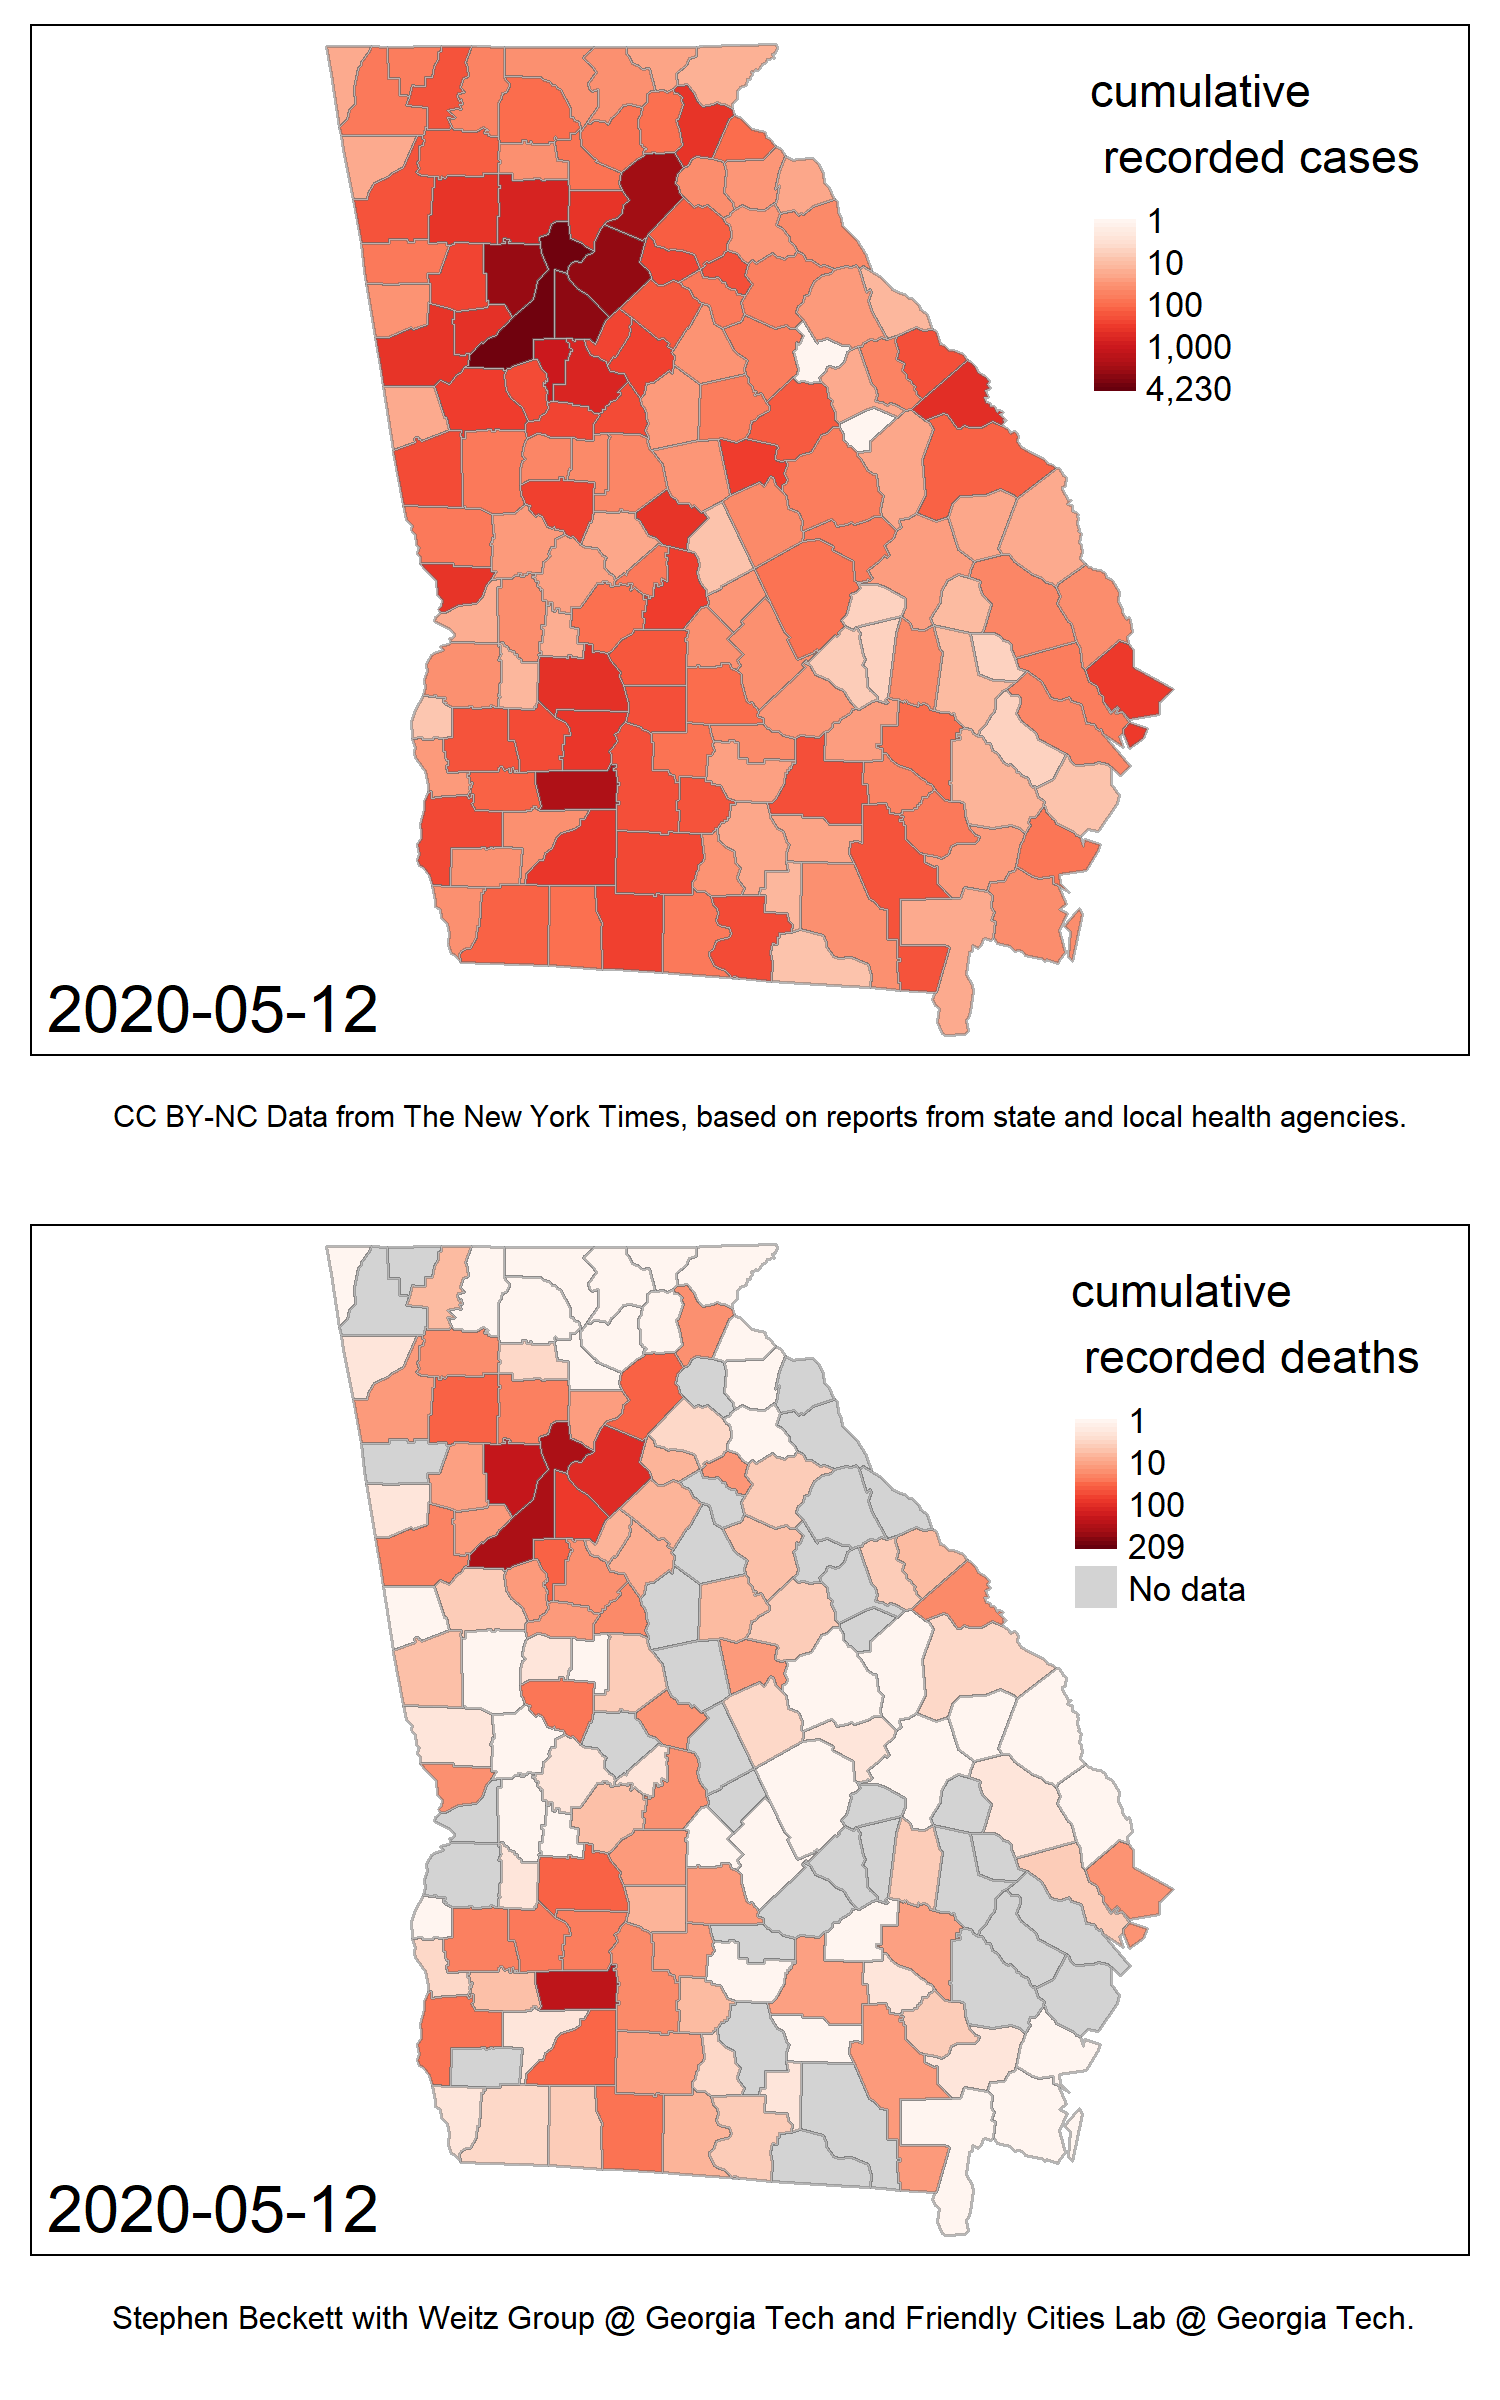 cumulative
recorded cases
1
10
100
1,000
4,230
2020-05-12
CC BY-NC Data from The New York Times, based on reports from state and local health agencies.
cumulative
recorded deaths
1
10
100
209
No data
2020-05-12
Stephen Beckett with Weitz Group @ Georgia Tech and Friendly Cities Lab @ Georgia Tech.